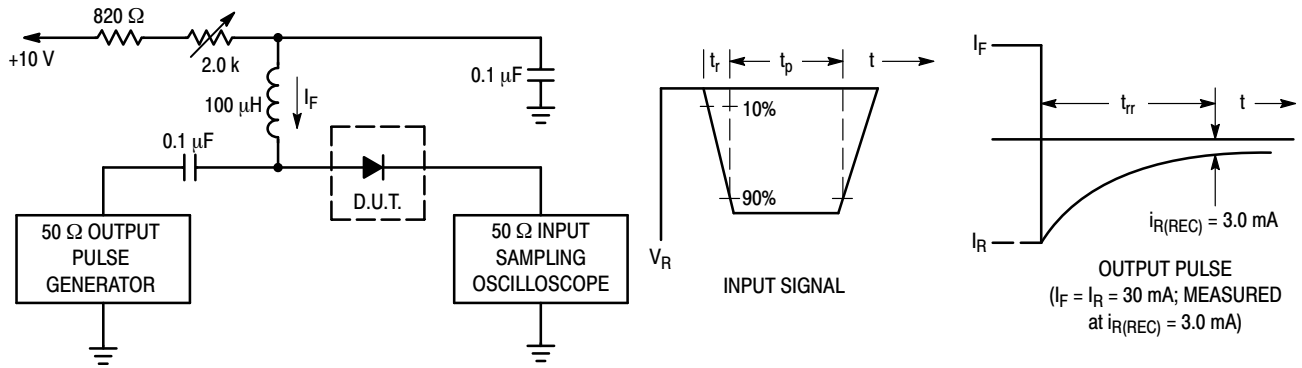 820 Ω
+10 V
2.0 k
0.1 μF
100 μH
I_F
0.1 μF
D.U.T.
50 Ω OUTPUT
PULSE
GENERATOR
50 Ω INPUT
SAMPLING
OSCILLOSCOPE
t_r
t_p
t
10%
90%
V_R
INPUT SIGNAL
I_F
t_rr
t
I_R
i_R(REC) = 3.0 mA
OUTPUT PULSE
(I_F = I_R = 30 mA; MEASURED
at i_R(REC) = 3.0 mA)